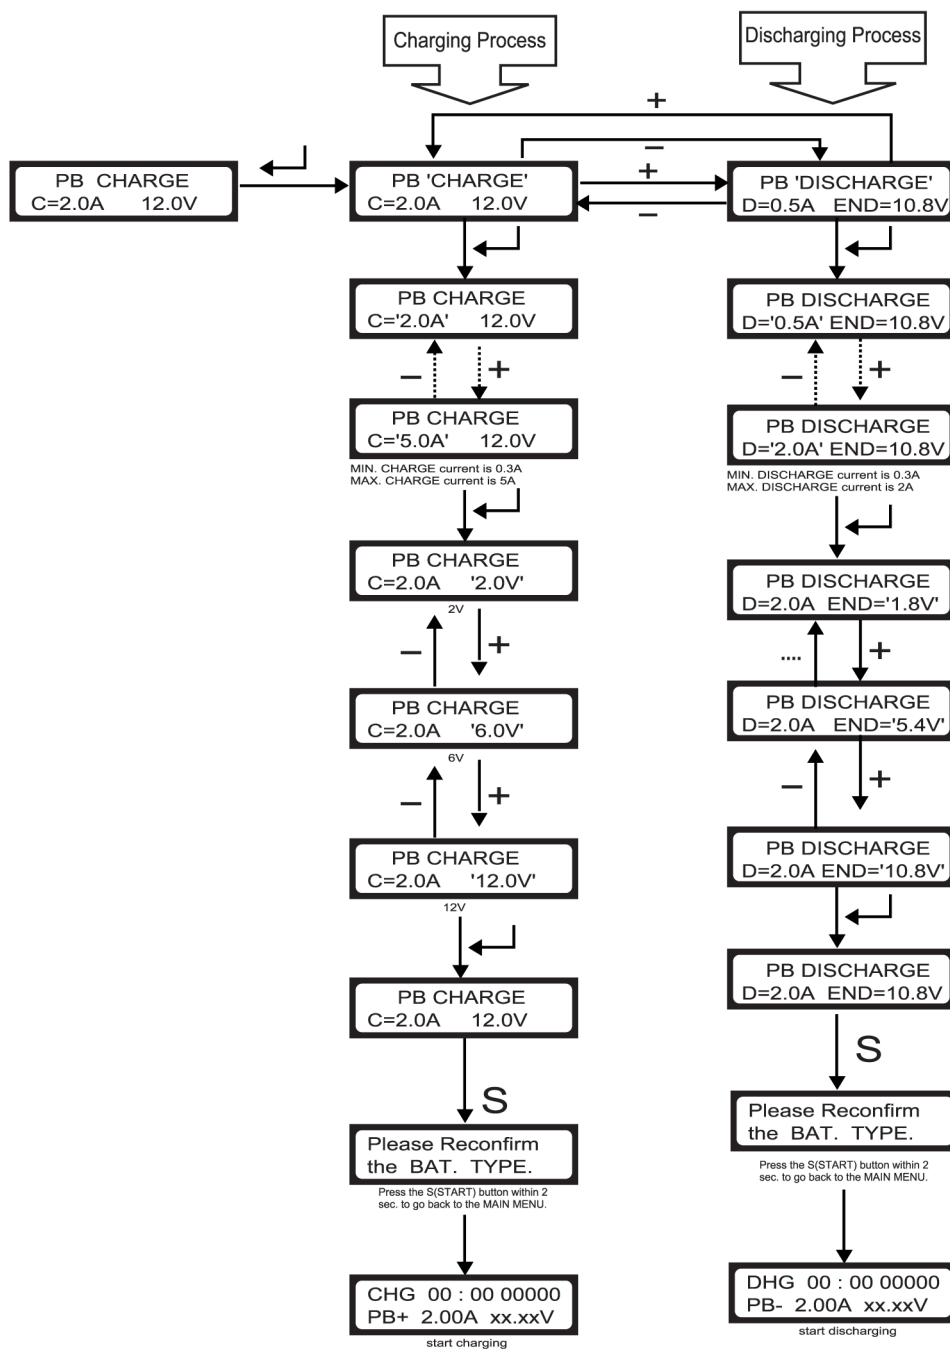 Charging Process
Discharging Process
+
–
PB CHARGE
C=2.0A 12.0V
PB 'CHARGE'
C=2.0A 12.0V
+
–
PB 'DISCHARGE'
D=0.5A END=10.8V
PB CHARGE
C='2.0A' 12.0V
– +
PB CHARGE
C='5.0A' 12.0V
MIN. CHARGE current is 0.3A
MAX. CHARGE current is 5A
PB CHARGE
C=2.0A '2.0V'
2V
– +
PB CHARGE
C=2.0A '6.0V'
6V
– +
PB CHARGE
C=2.0A '12.0V'
12V
PB CHARGE
C=2.0A 12.0V
S
Please Reconfirm
the BAT. TYPE.
Press the S(START) button within 2
sec. to go back to the MAIN MENU.
CHG 00 : 00 00000
PB+ 2.00A xx.xxV
start charging
PB DISCHARGE
D='0.5A' END=10.8V
– +
PB DISCHARGE
D='2.0A' END=10.8V
MIN. DISCHARGE current is 0.3A
MAX. DISCHARGE current is 2A
PB DISCHARGE
D=2.0A END='1.8V'
.... +
PB DISCHARGE
D=2.0A END='5.4V'
– +
PB DISCHARGE
D=2.0A END='10.8V'
PB DISCHARGE
D=2.0A END=10.8V
S
Please Reconfirm
the BAT. TYPE.
Press the S(START) button within 2
sec. to go back to the MAIN MENU.
DHG 00 : 00 00000
PB- 2.00A xx.xxV
start discharging